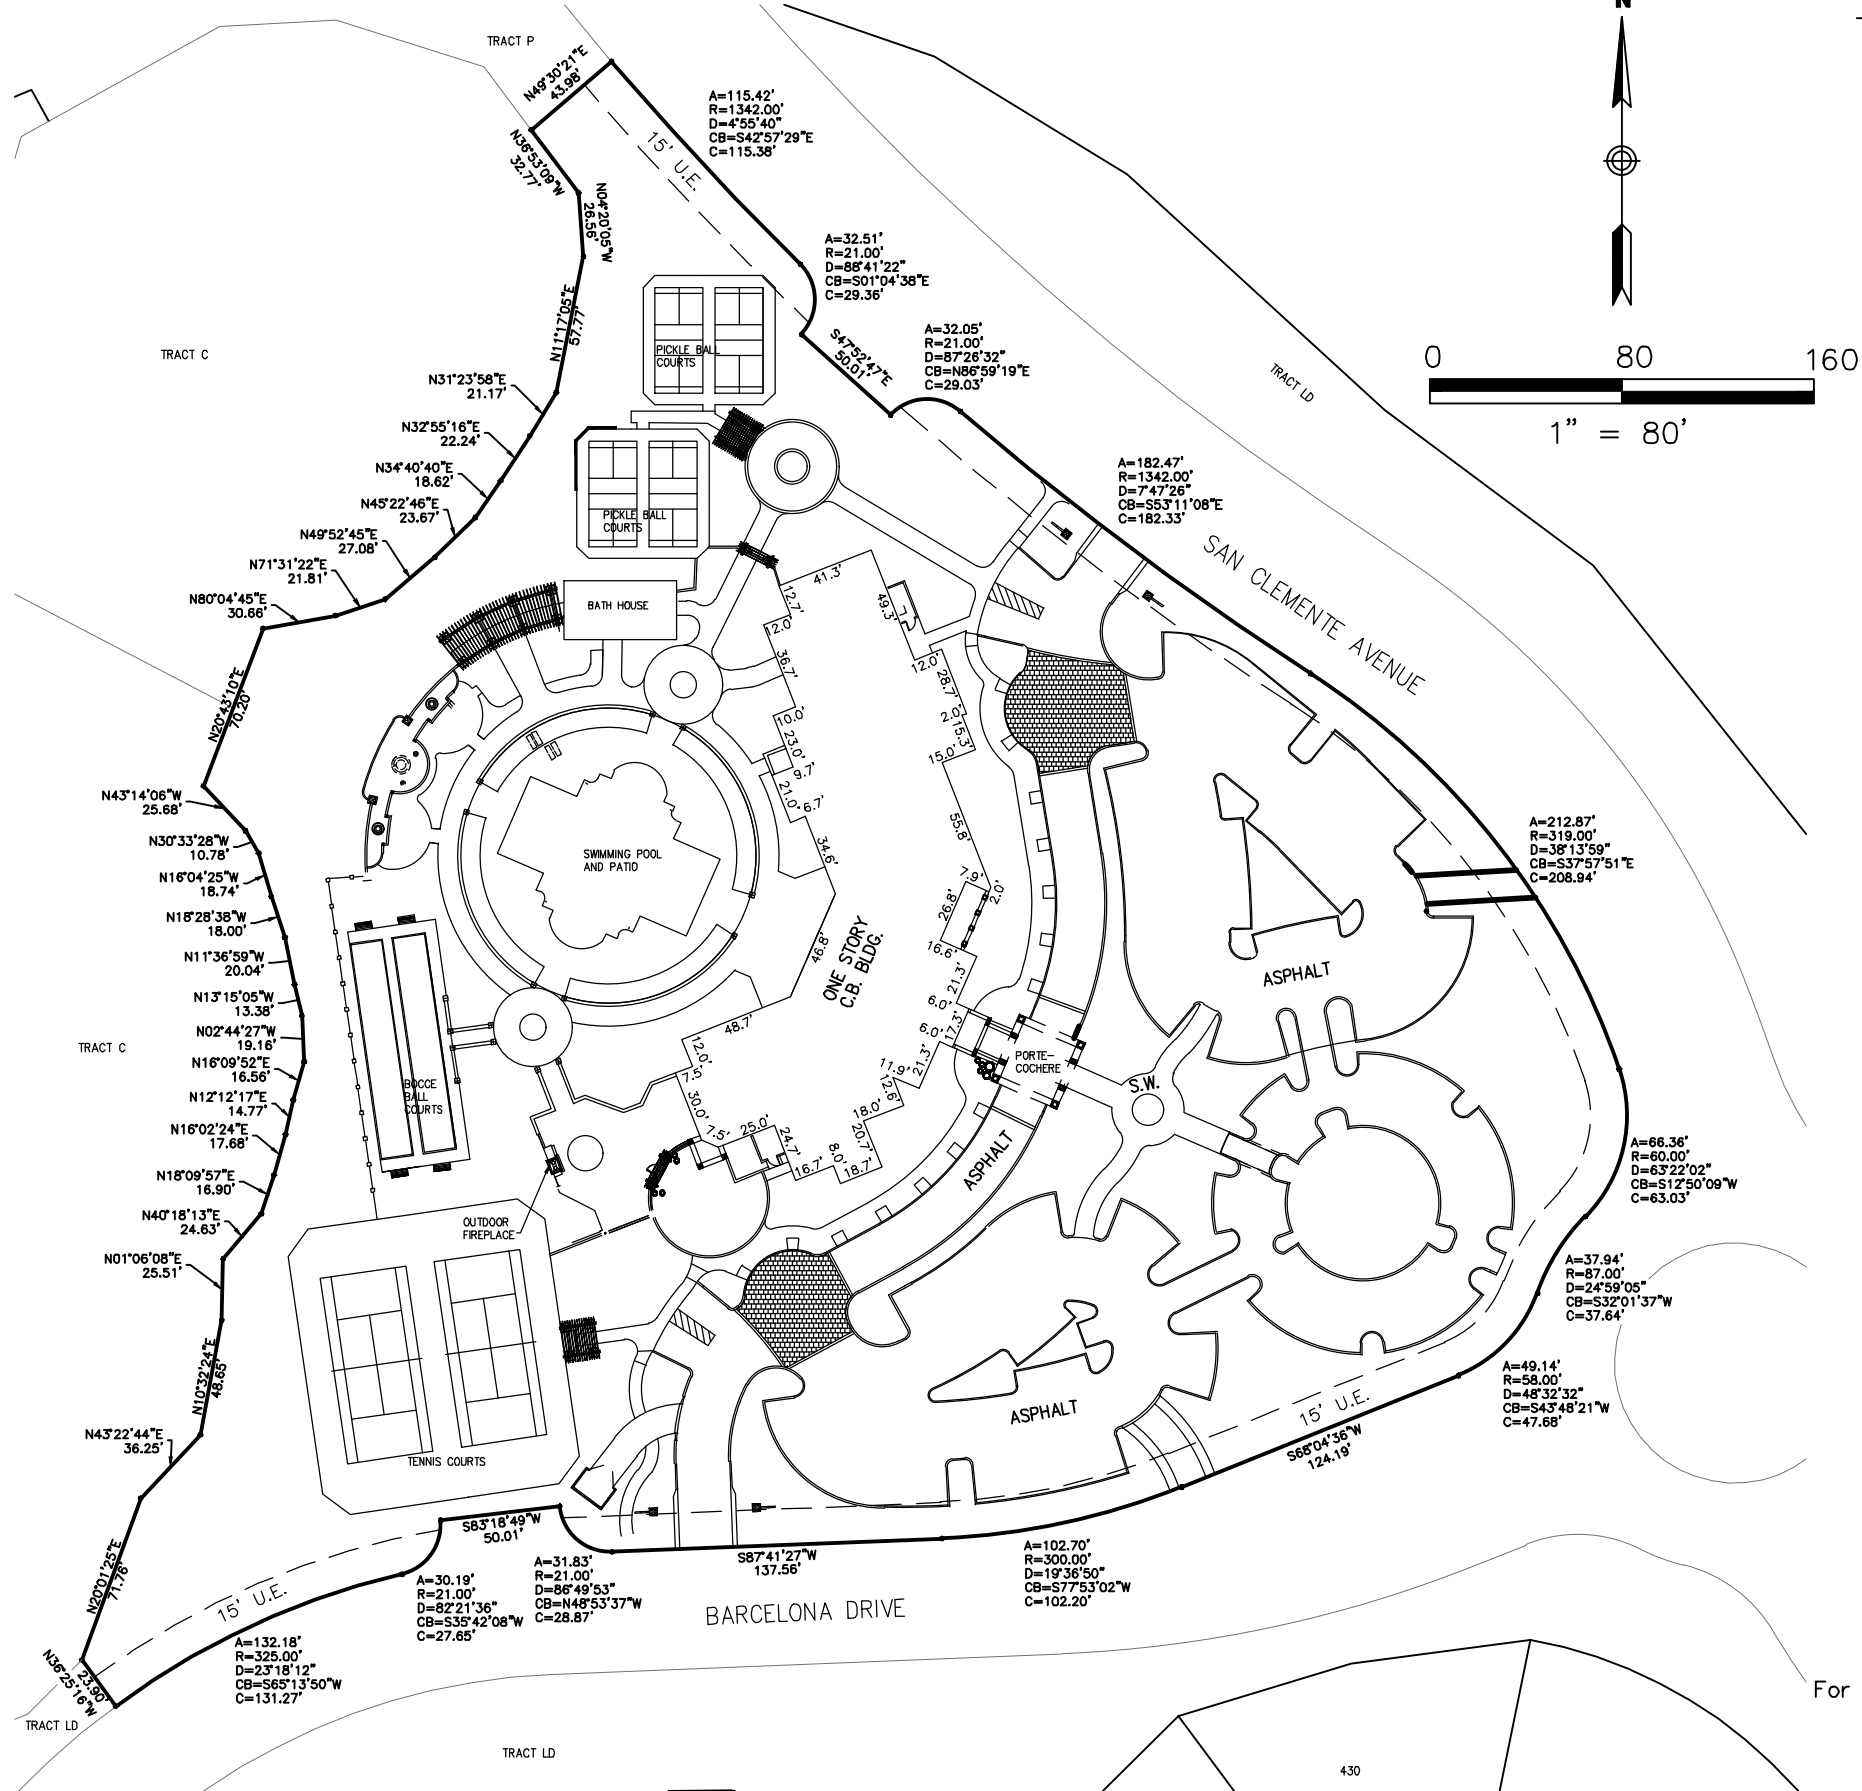 N
TRACT P
N49°30'21"E
43.98'
A=115.42'
R=1342.00'
D=4°55'40"
CB=S42°57'29"E
C=115.38'
15' U.E.
N36°53'09"W
32.77'
N04°20'05"W
26.56'
A=32.51'
R=21.00'
D=88°41'22"
CB=S01°04'38"E
C=29.36'
N11°17'05"E
57.77'
S47°52'47"E
50.01'
A=32.05'
R=21.00'
D=87°26'32"
CB=N86°59'19"E
C=29.03'
0 80 160
1" = 80'
TRACT C
PICKLE BALL
COURTS
TRACT LD
N31°23'58"E
21.17'
N32°55'16"E
22.24'
N34°40'40"E
18.62'
N45°22'46"E
23.67'
N49°52'45"E
27.08'
N71°31'22"E
21.81'
N80°04'45"E
30.66'
PICKLE BALL
COURTS
A=182.47'
R=1342.00'
D=7°47'26"
CB=S53°11'08"E
C=182.33'
SAN CLEMENTE AVENUE
BATH HOUSE
41.3'
12.7'
49.3'
12.0'
36.7'
12.0'
28.7'
2.0'
15.3'
15.0'
10.0'
23.0'
9.7'
21.0'
6.7'
34.6'
55.8'
N20°43'10"E
70.20'
N43°14'06"W
25.68'
N30°33'28"W
10.78'
N16°04'25"W
18.74'
N18°28'38"W
18.00'
N11°36'59"W
20.04'
N13°15'05"W
13.38'
N02°44'27"W
19.16'
N16°09'52"E
16.56'
N12°12'17"E
14.77'
N16°02'24"E
17.68'
N18°09'57"E
16.90'
N40°18'13"E
24.63'
N01°06'08"E
25.51'
SWIMMING POOL
AND PATIO
A=212.87'
R=319.00'
D=38°13'59"
CB=S37°57'51"E
C=208.94'
7.9'
2.0'
26.8'
16.6'
21.3'
6.0'
17.3'
6.0'
21.3'
11.9'
12.6'
18.0'
20.7'
18.7'
8.0'
16.7'
24.7'
25.0'
7.5'
30.0'
7.5'
12.0'
48.7'
46.8'
ONE STORY
C.B. BLDG.
ASPHALT
PORTE-
COCHERE
S.W.
ASPHALT
TRACT C
BOCCE
BALL
COURTS
OUTDOOR
FIREPLACE
A=66.36'
R=60.00'
D=63°22'02"
CB=S12°50'09"W
C=63.03'
A=37.94'
R=87.00'
D=24°59'05"
CB=S32°01'37"W
C=37.64'
A=49.14'
R=58.00'
D=48°32'32"
CB=S43°48'21"W
C=47.68'
N10°32'24"E
48.65'
N43°22'44"E
36.25'
TENNIS COURTS
ASPHALT
15' U.E.
S68°04'36"W
124.19'
S83°18'49"W
50.01'
S87°41'27"W
137.56'
A=102.70'
R=300.00'
D=19°36'50"
CB=S77°53'02"W
C=102.20'
A=31.83'
R=21.00'
D=86°49'53"
CB=N48°53'37"W
C=28.87'
A=30.19'
R=21.00'
D=82°21'36"
CB=S35°42'08"W
C=27.65'
N20°01'25"E
71.76'
15' U.E.
BARCELONA DRIVE
A=132.18'
R=325.00'
D=23°18'12"
CB=S65°13'50"W
C=131.27'
N36°25'16"W
23.90'
TRACT LD
TRACT LD
430
For